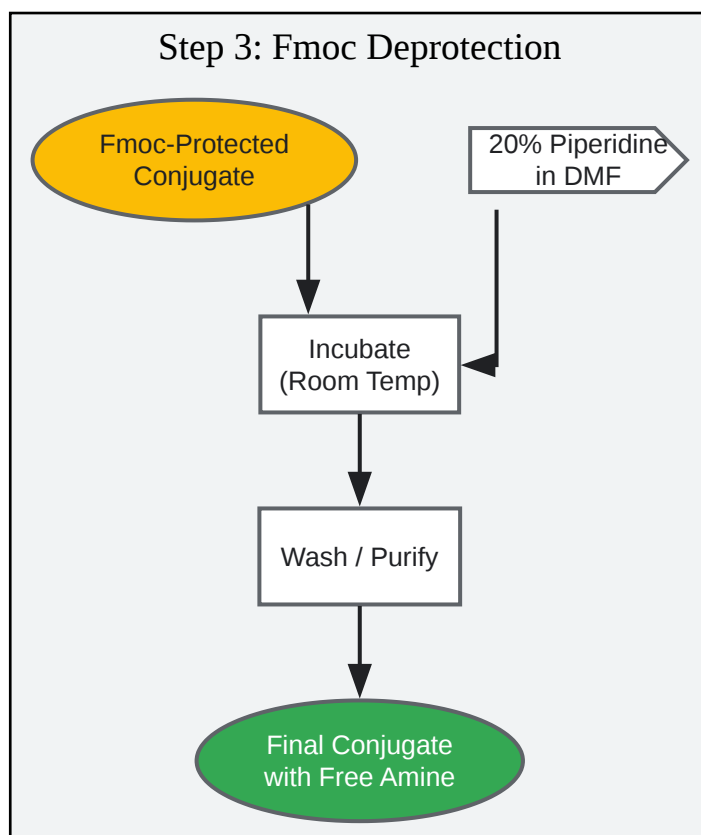 Step 3: Fmoc Deprotection
Fmoc-Protected
Conjugate
20% Piperidine
in DMF
Incubate
(Room Temp)
Wash / Purify
Final Conjugate
with Free Amine